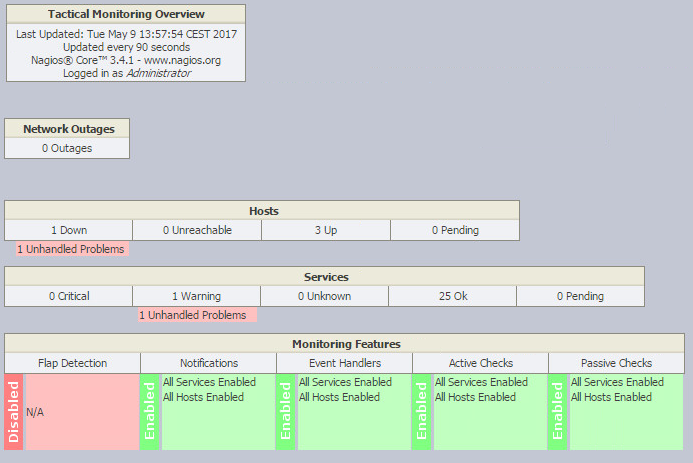 Tactical Monitoring Overview
Last Updated: Tue May 9 13:57:54 CEST 2017
Updated every 90 seconds
Nagios® Core™ 3.4.1 - www.nagios.org
Logged in as Administrator
Network Outages
0 Outages
Hosts
1 Down 0 Unreachable 3 Up 0 Pending
1 Unhandled Problems
Services
0 Critical 1 Warning 0 Unknown 25 Ok 0 Pending
1 Unhandled Problems
Monitoring Features
Flap Detection Notifications Event Handlers Active Checks Passive Checks
Disabled
N/A
Enabled
All Services Enabled
All Hosts Enabled
Enabled
All Services Enabled
All Hosts Enabled
Enabled
All Services Enabled
All Hosts Enabled
Enabled
All Services Enabled
All Hosts Enabled